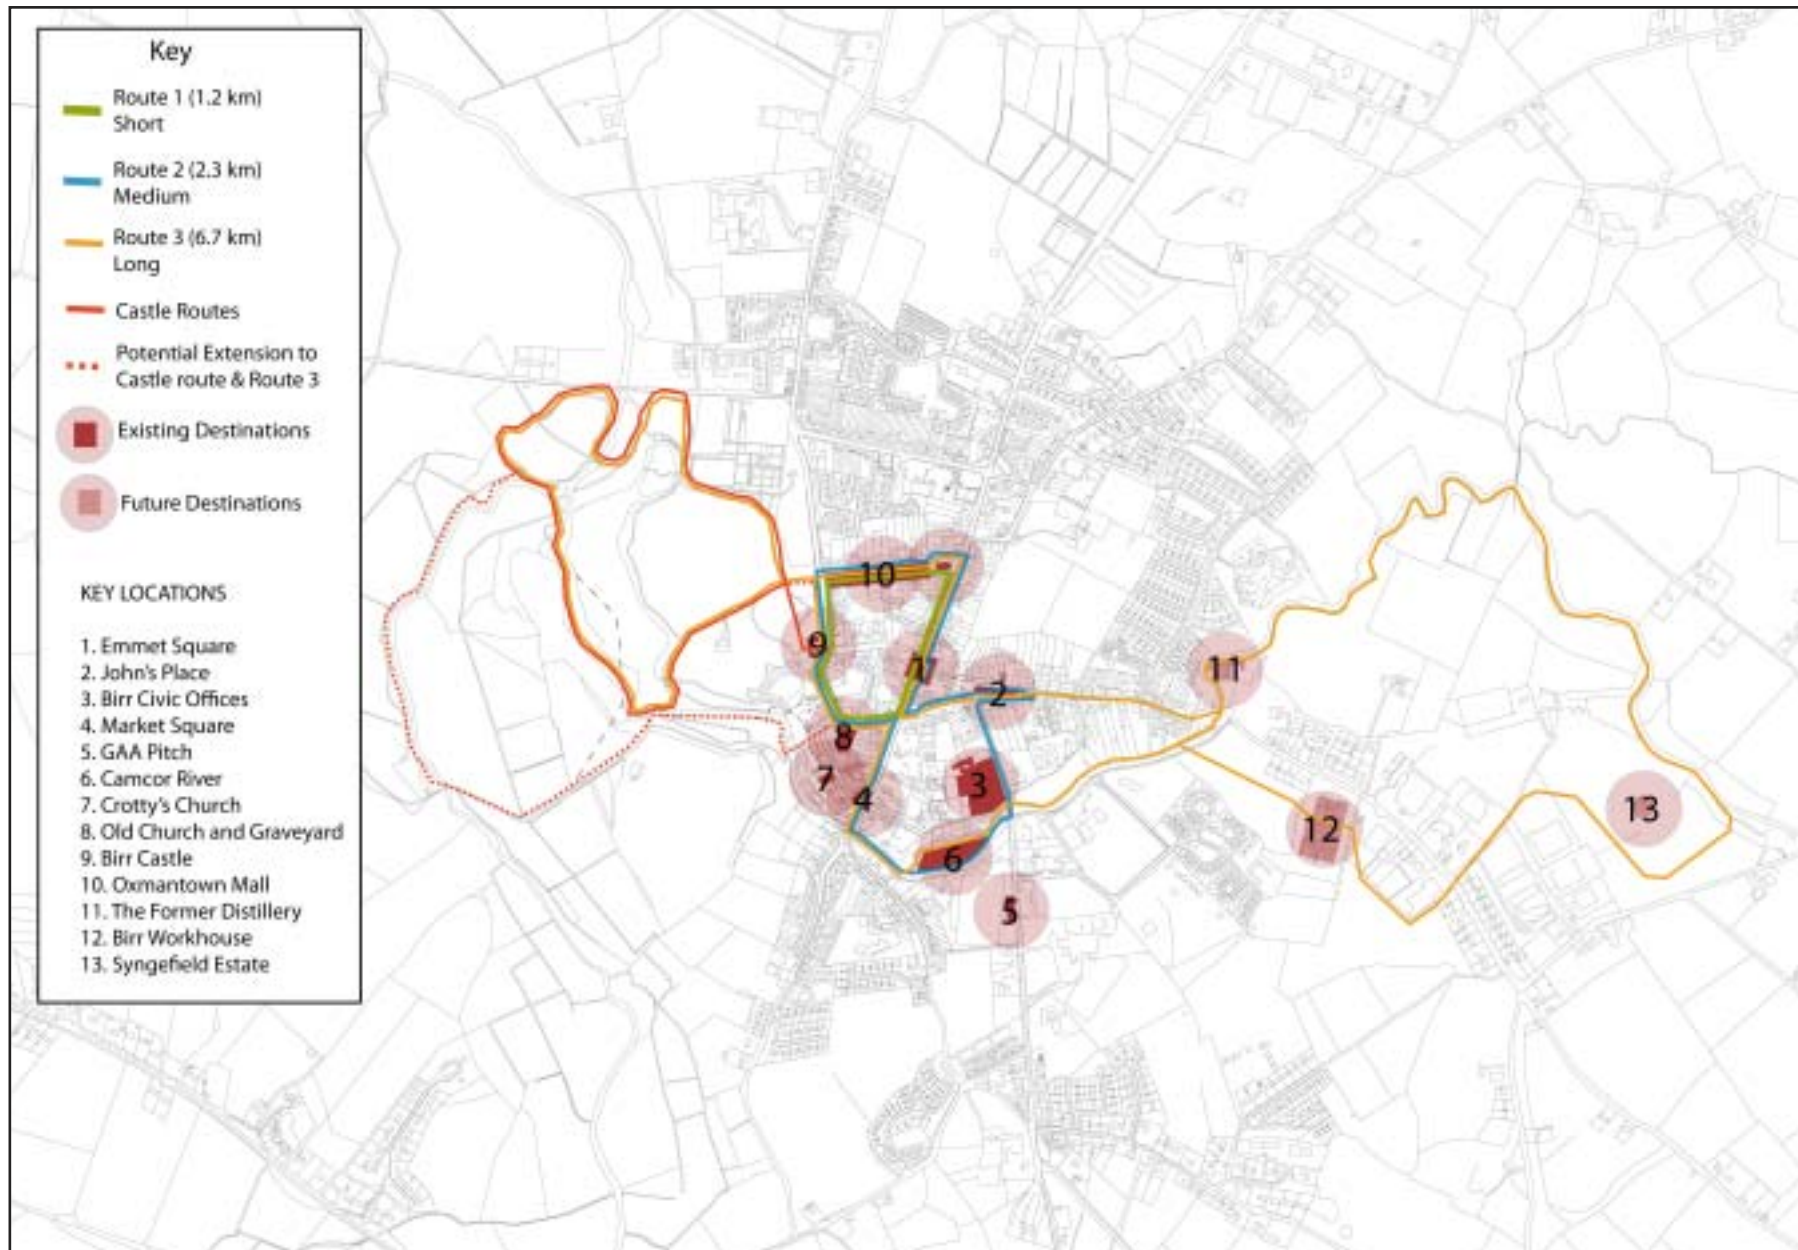 Key
Route 1 (1.2 km)
Short
Route 2 (2.3 km)
Medium
Route 3 (6.7 km)
Long
Castle Routes
Potential Extension to
Castle route & Route 3
Existing Destinations
Future Destinations
KEY LOCATIONS
1. Emmet Square
2. John's Place
3. Birr Civic Offices
4. Market Square
5. GAA Pitch
6. Camcor River
7. Crotty's Church
8. Old Church and Graveyard
9. Birr Castle
10. Oxmantown Mall
11. The Former Distillery
12. Birr Workhouse
13. Syngefield Estate
10
9
1
11
2
8
7
4
3
13
12
6
5